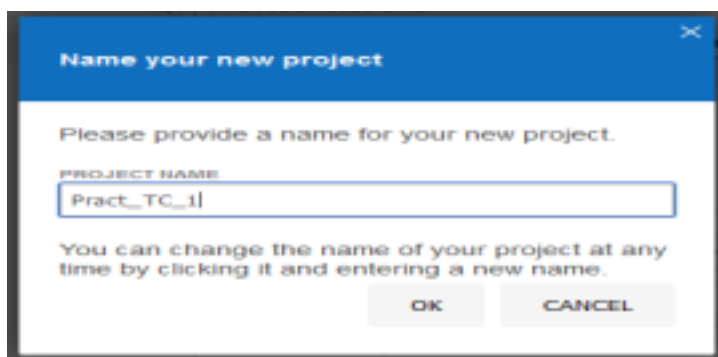 Name your new project
Please provide a name for your new project.
PROJECT NAME
Pract_TC_1
You can change the name of your project at any
time by clicking it and entering a new name.
OK CANCEL